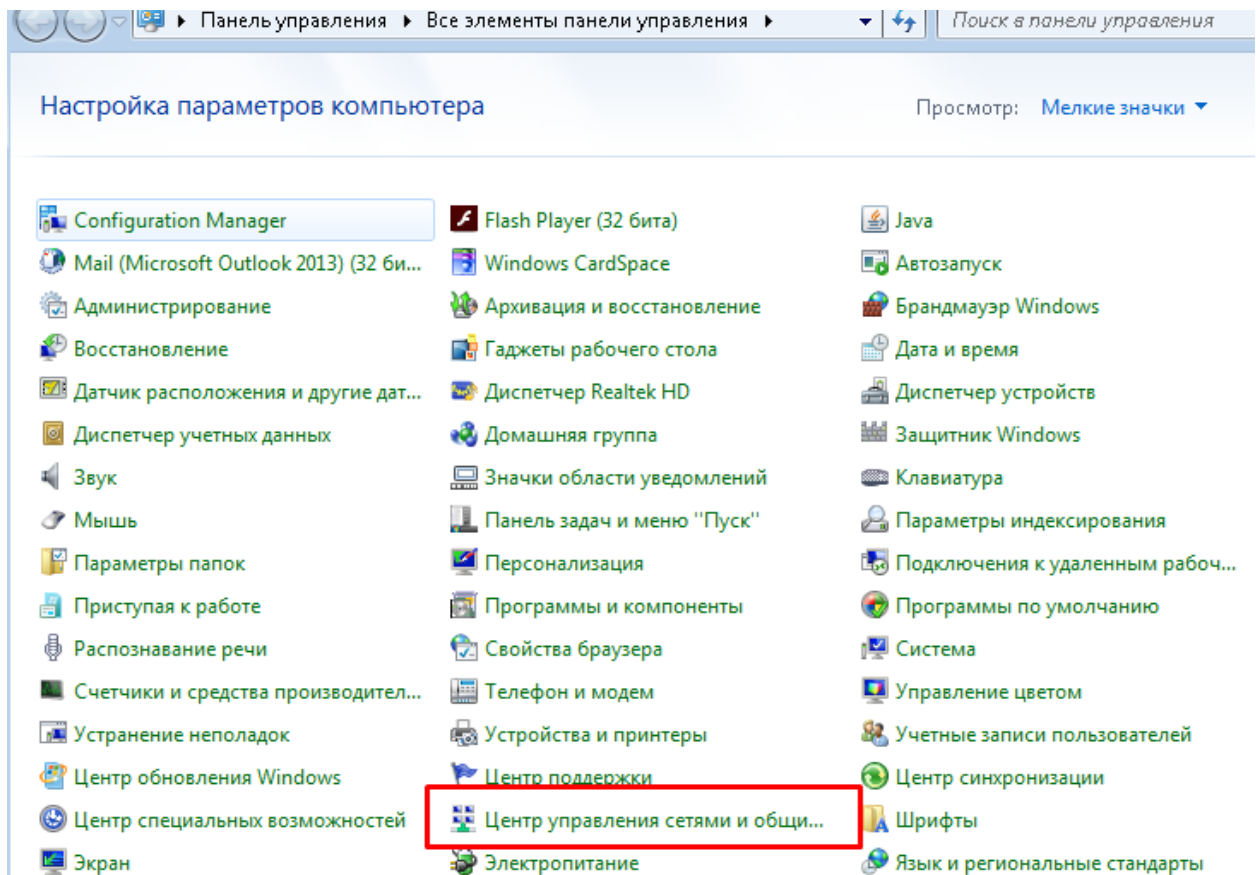 Панель управления ▸ Все элементы панели управления ▸ Поиск в панели управления
Настройка параметров компьютера Просмотр: Мелкие значки
Configuration Manager Flash Player (32 бита) Java
Mail (Microsoft Outlook 2013) (32 би... Windows CardSpace Автозапуск
Администрирование Архивация и восстановление Брандмауэр Windows
Восстановление Гаджеты рабочего стола Дата и время
Датчик расположения и другие дат... Диспетчер Realtek HD Диспетчер устройств
Диспетчер учетных данных Домашняя группа Защитник Windows
Звук Значки области уведомлений Клавиатура
Мышь Панель задач и меню ''Пуск'' Параметры индексирования
Параметры папок Персонализация Подключения к удаленным рабоч...
Приступая к работе Программы и компоненты Программы по умолчанию
Распознавание речи Свойства браузера Система
Счетчики и средства производител... Телефон и модем Управление цветом
Устранение неполадок Устройства и принтеры Учетные записи пользователей
Центр обновления Windows Центр поддержки Центр синхронизации
Центр специальных возможностей Центр управления сетями и общи... Шрифты
Экран Электропитание Язык и региональные стандарты